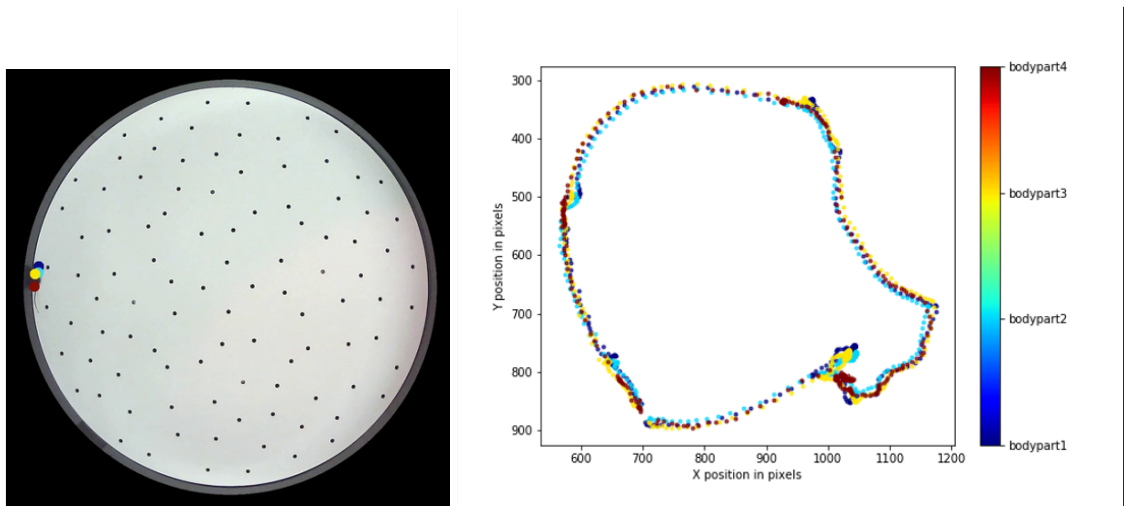 300
400
500
600
700
800
900
Y position in pixels
600
700
800
900
1000
1100
1200
X position in pixels
bodypart4
bodypart3
bodypart2
bodypart1